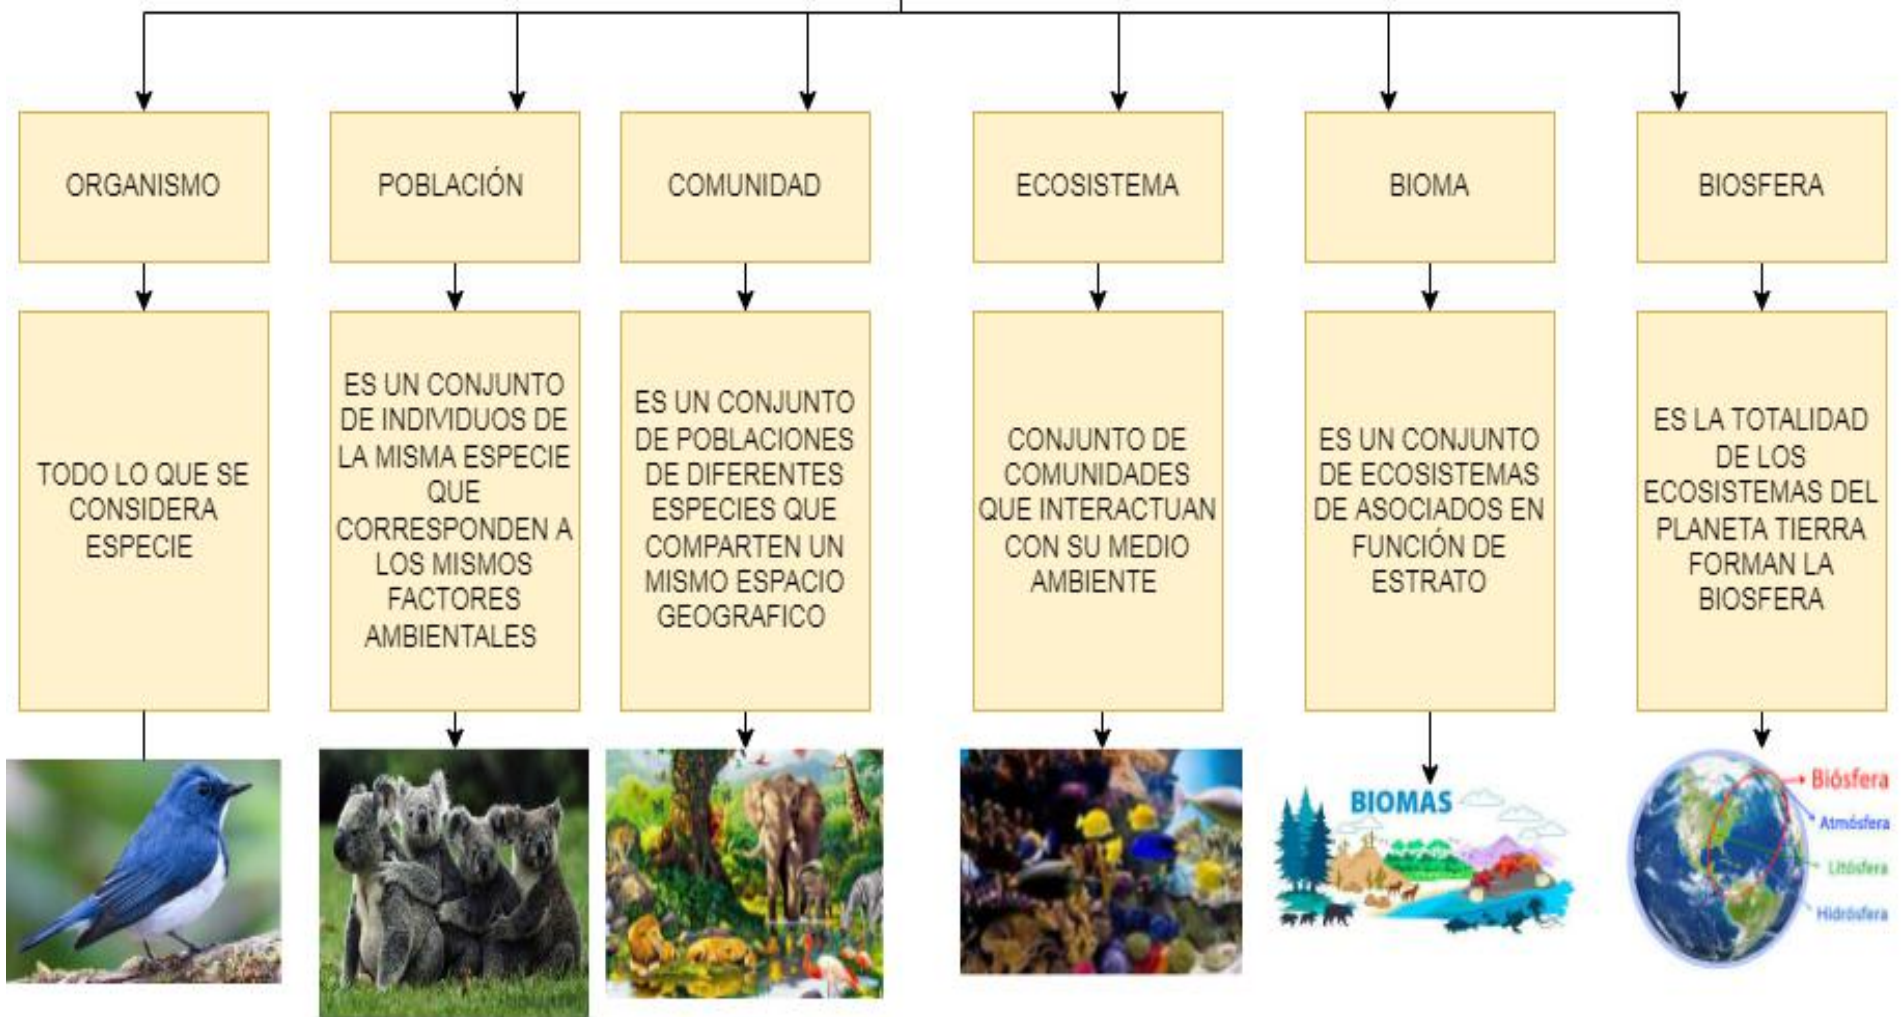 ORGANISMO
POBLACIÓN
COMUNIDAD
ECOSISTEMA
BIOMA
BIOSFERA
TODO LO QUE SE
CONSIDERA
ESPECIE
ES UN CONJUNTO
DE INDIVIDUOS DE
LA MISMA ESPECIE
QUE
CORRESPONDEN A
LOS MISMOS
FACTORES
AMBIENTALES
ES UN CONJUNTO
DE POBLACIONES
DE DIFERENTES
ESPECIES QUE
COMPARTEN UN
MISMO ESPACIO
GEOGRAFICO
CONJUNTO DE
COMUNIDADES
QUE INTERACTUAN
CON SU MEDIO
AMBIENTE
ES UN CONJUNTO
DE ECOSISTEMAS
DE ASOCIADOS EN
FUNCIÓN DE
ESTRATO
ES LA TOTALIDAD
DE LOS
ECOSISTEMAS DEL
PLANETA TIERRA
FORMAN LA
BIOSFERA
BIOMAS
Biósfera
Atmósfera
Litósfera
Hidrósfera